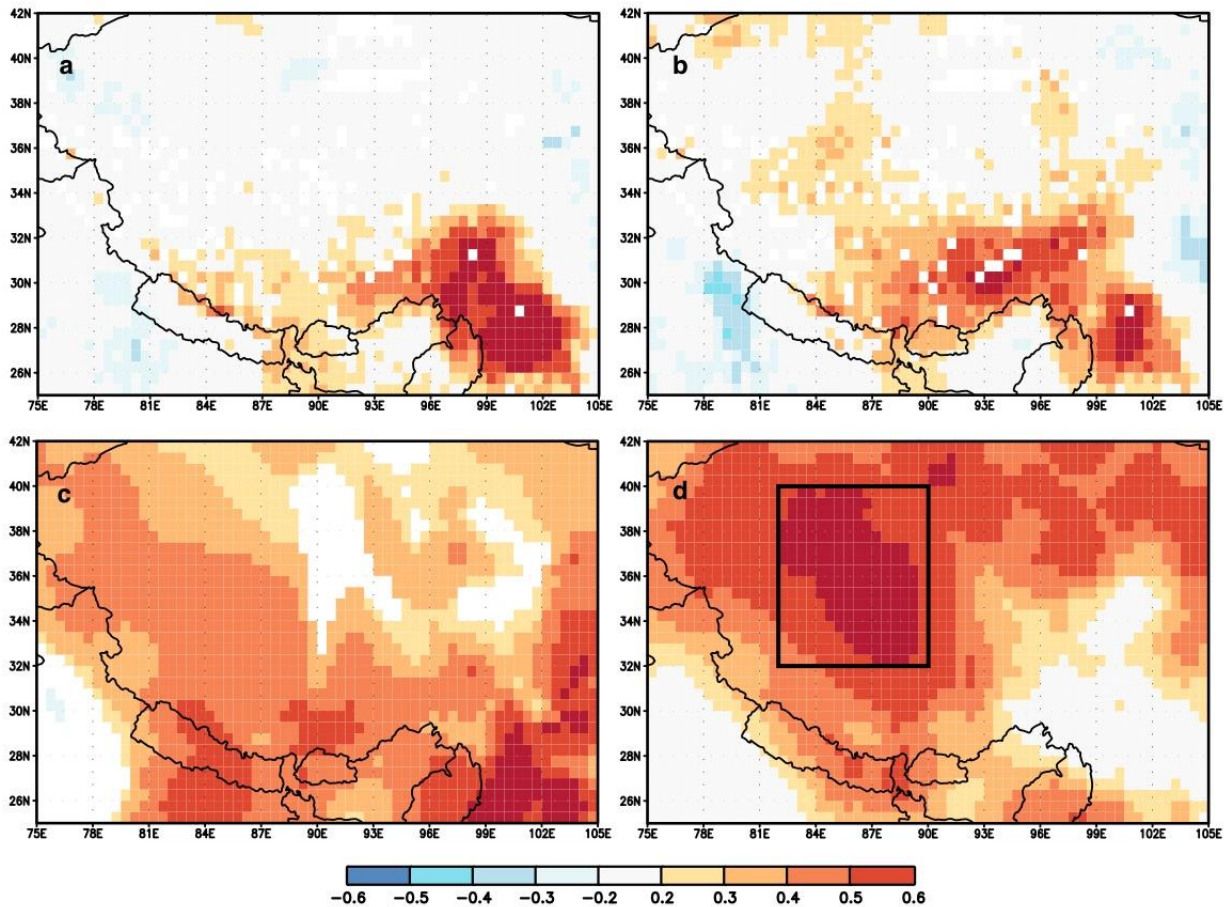 42N 42N
40N 40N
a b
38N 38N
36N 36N
34N 34N
32N 32N
30N 30N
28N 28N
26N 26N
75E 78E 81E 84E 87E 90E 93E 96E 99E 102E 105E 75E 78E 81E 84E 87E 90E 93E 96E 99E 102E 105E
42N 42N
40N 40N
c d
38N 38N
36N 36N
34N 34N
32N 32N
30N 30N
28N 28N
26N 26N
75E 78E 81E 84E 87E 90E 93E 96E 99E 102E 105E 75E 78E 81E 84E 87E 90E 93E 96E 99E 102E 105E
−0.6 −0.5 −0.4 −0.3 −0.2 0.2 0.3 0.4 0.5 0.6